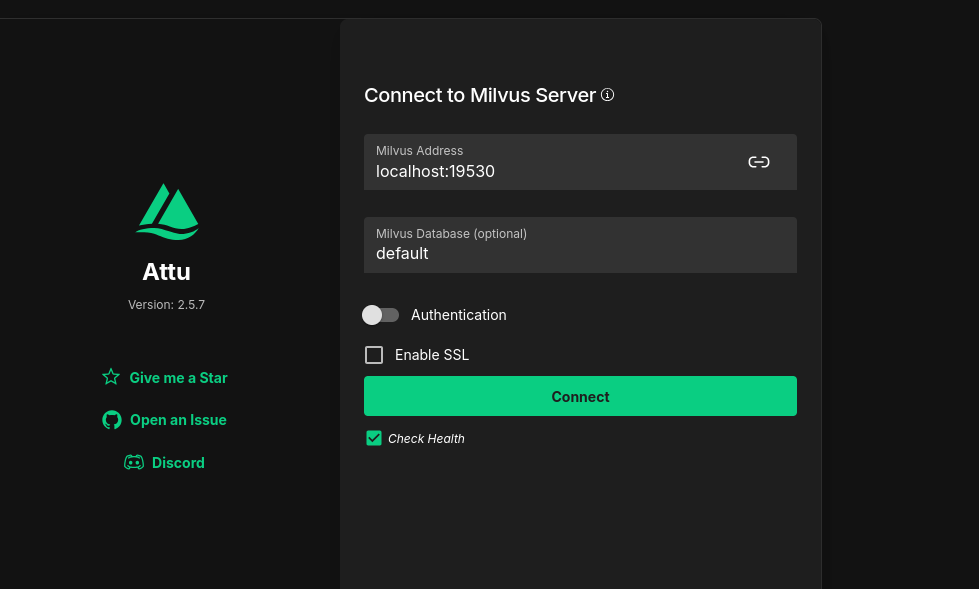 Attu
Version: 2.5.7
Give me a Star
Open an Issue
Discord
Connect to Milvus Server
Milvus Address
localhost:19530
Milvus Database (optional)
default
Authentication
Enable SSL
Connect
Check Health